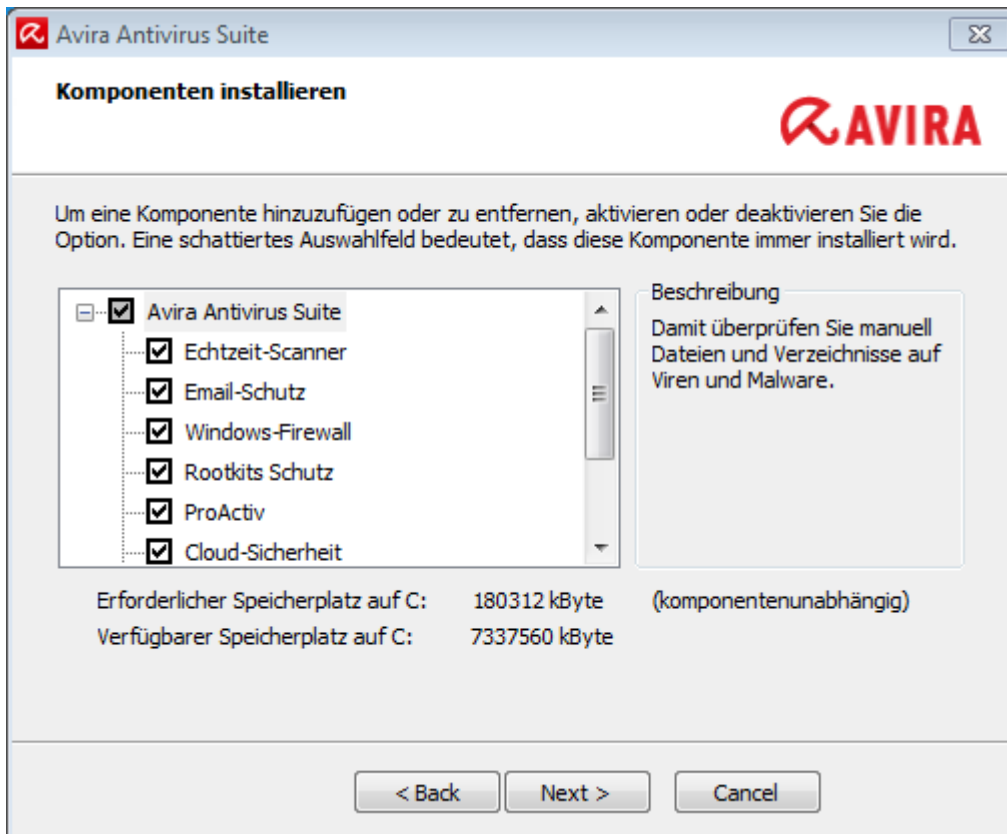 Avira Antivirus Suite
Komponenten installieren
AVIRA
Um eine Komponente hinzuzufügen oder zu entfernen, aktivieren oder deaktivieren Sie die
Option. Eine schattiertes Auswahlfeld bedeutet, dass diese Komponente immer installiert wird.
Avira Antivirus Suite
Echtzeit-Scanner
Email-Schutz
Windows-Firewall
Rootkits Schutz
ProActiv
Cloud-Sicherheit
Beschreibung
Damit überprüfen Sie manuell
Dateien und Verzeichnisse auf
Viren und Malware.
Erforderlicher Speicherplatz auf C: 180312 kByte (komponentenunabhängig)
Verfügbarer Speicherplatz auf C: 7337560 kByte
< Back Next > Cancel